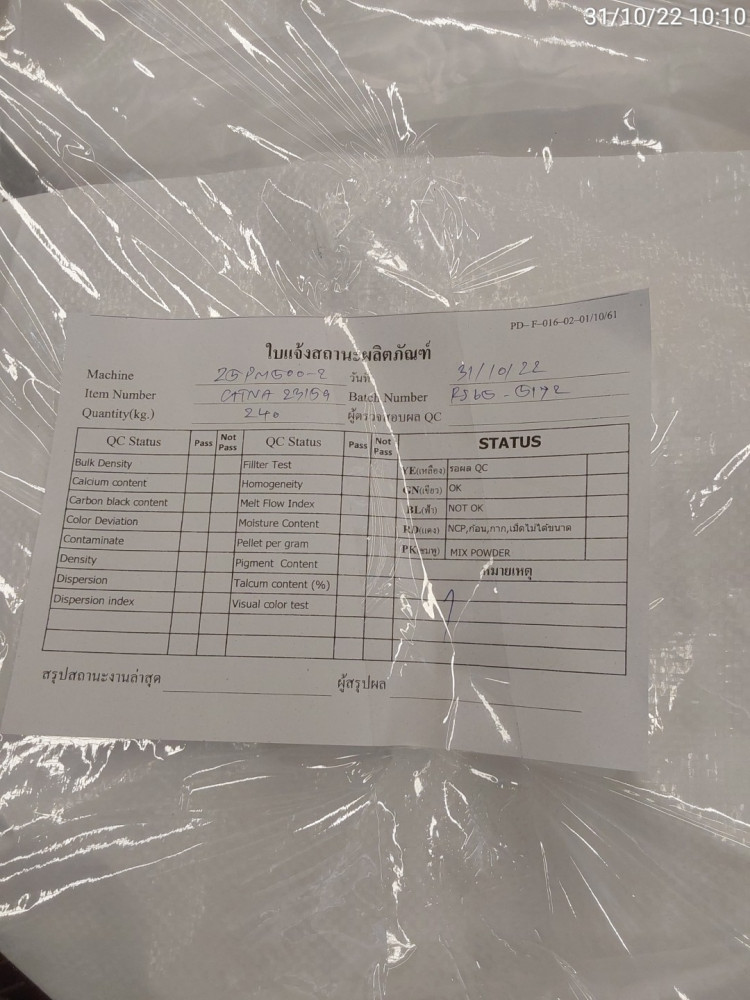 31/10/22 10:10
PD-F-016-02-01/10/61
ใบแจ้งสถานะผลิตภัณฑ์
Machine 25PM500-2 วันที่ 31/10/22
Item Number Batch Number
Quantity(kg.) 240 ผู้ตรวจสอบผล QC
QC Status Pass Not Pass QC Status Pass Not Pass STATUS
Bulk Density Fillter Test YE(เหลือง) รอผล QC
Calcium content Homogeneity GN(เขียว) OK
Carbon black content Melt Flow Index BL(ฟ้า) NOT OK
Color Deviation Moisture Content RD(แดง) NCP,ก้อน,กาก,เม็ดไม่ได้ขนาด
Contaminate Pellet per gram PK(ชมพู) MIX POWDER
Density Pigment Content หมายเหตุ
Dispersion Talcum content (%)
Dispersion index Visual color test
สรุปสถานะงานล่าสุด ผู้สรุปผล